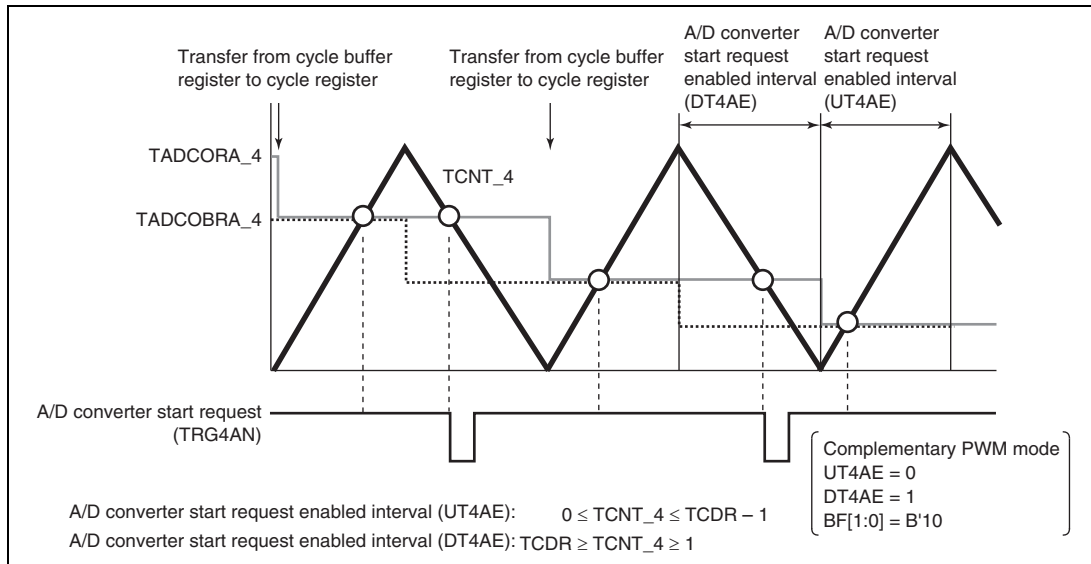 Transfer from cycle buffer
register to cycle register
Transfer from cycle buffer
register to cycle register
A/D converter
start request
enabled interval
(DT4AE)
A/D converter
start request
enabled interval
(UT4AE)
TADCORA_4
TCNT_4
TADCOBRA_4
A/D converter start request
(TRG4AN)
Complementary PWM mode
UT4AE = 0
DT4AE = 1
BF[1:0] = B'10
A/D converter start request enabled interval (UT4AE): 0 ≤ TCNT_4 ≤ TCDR – 1
A/D converter start request enabled interval (DT4AE): TCDR ≥ TCNT_4 ≥ 1